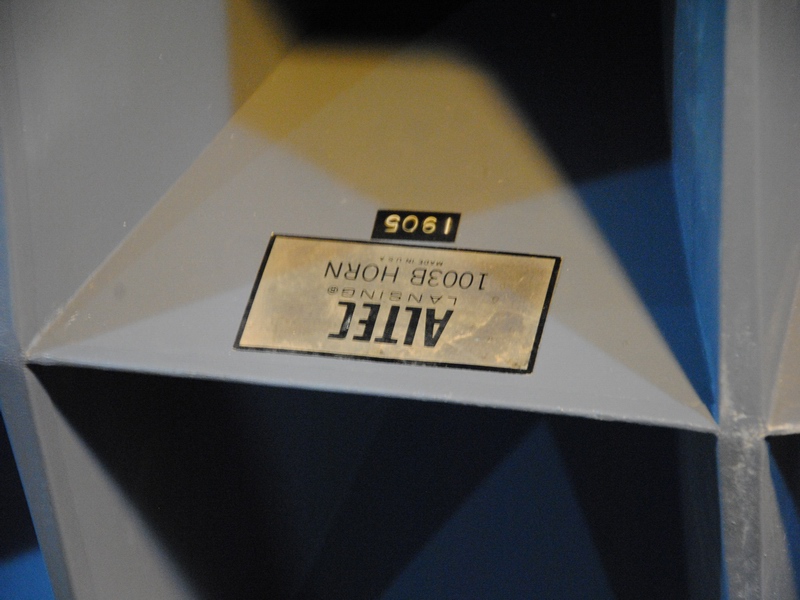 ALTEC
LANSING®
1003B HORN
MADE IN U.S.A.
1905